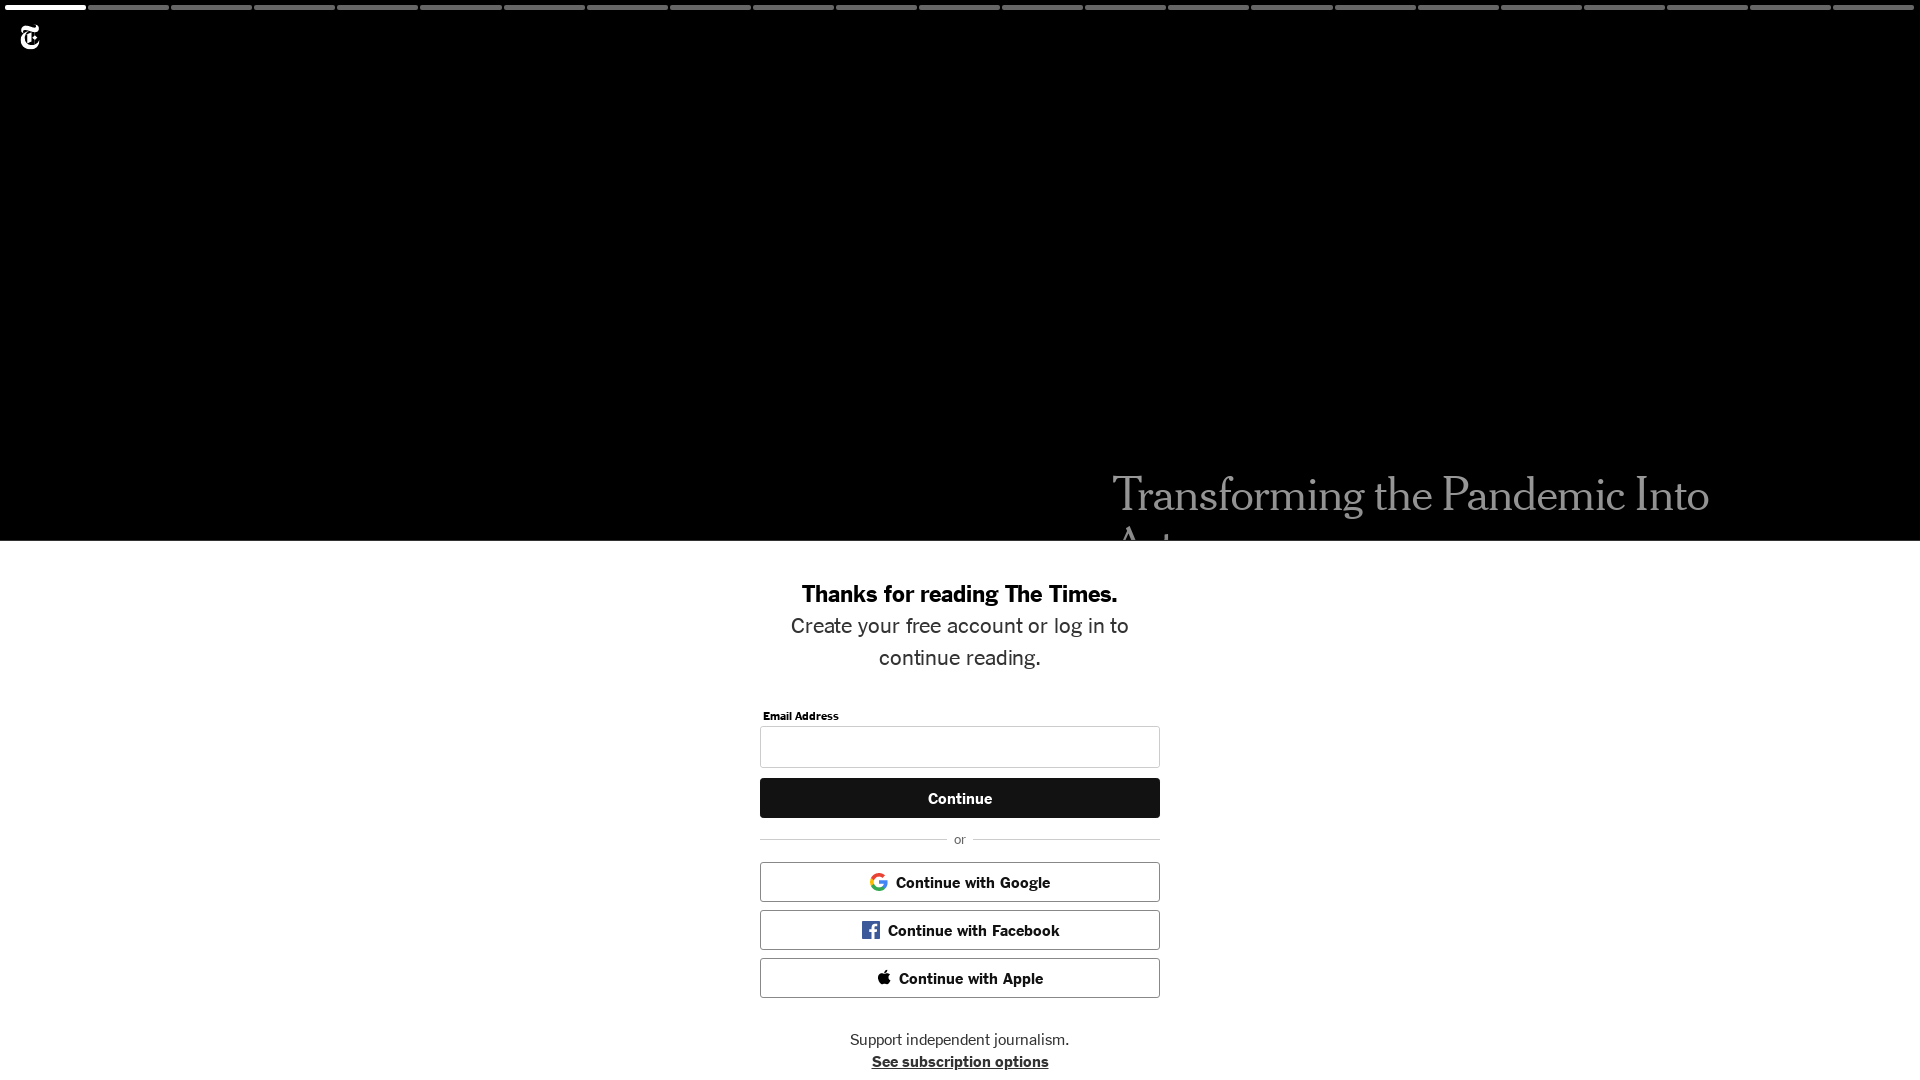 Transforming the Pandemic Into
Thanks for reading The Times.
Create your free account or log in to
continue reading.
Email Address
Continue
or
Continue with Google
Continue with Facebook
Continue with Apple
Support independent journalism.
See subscription options